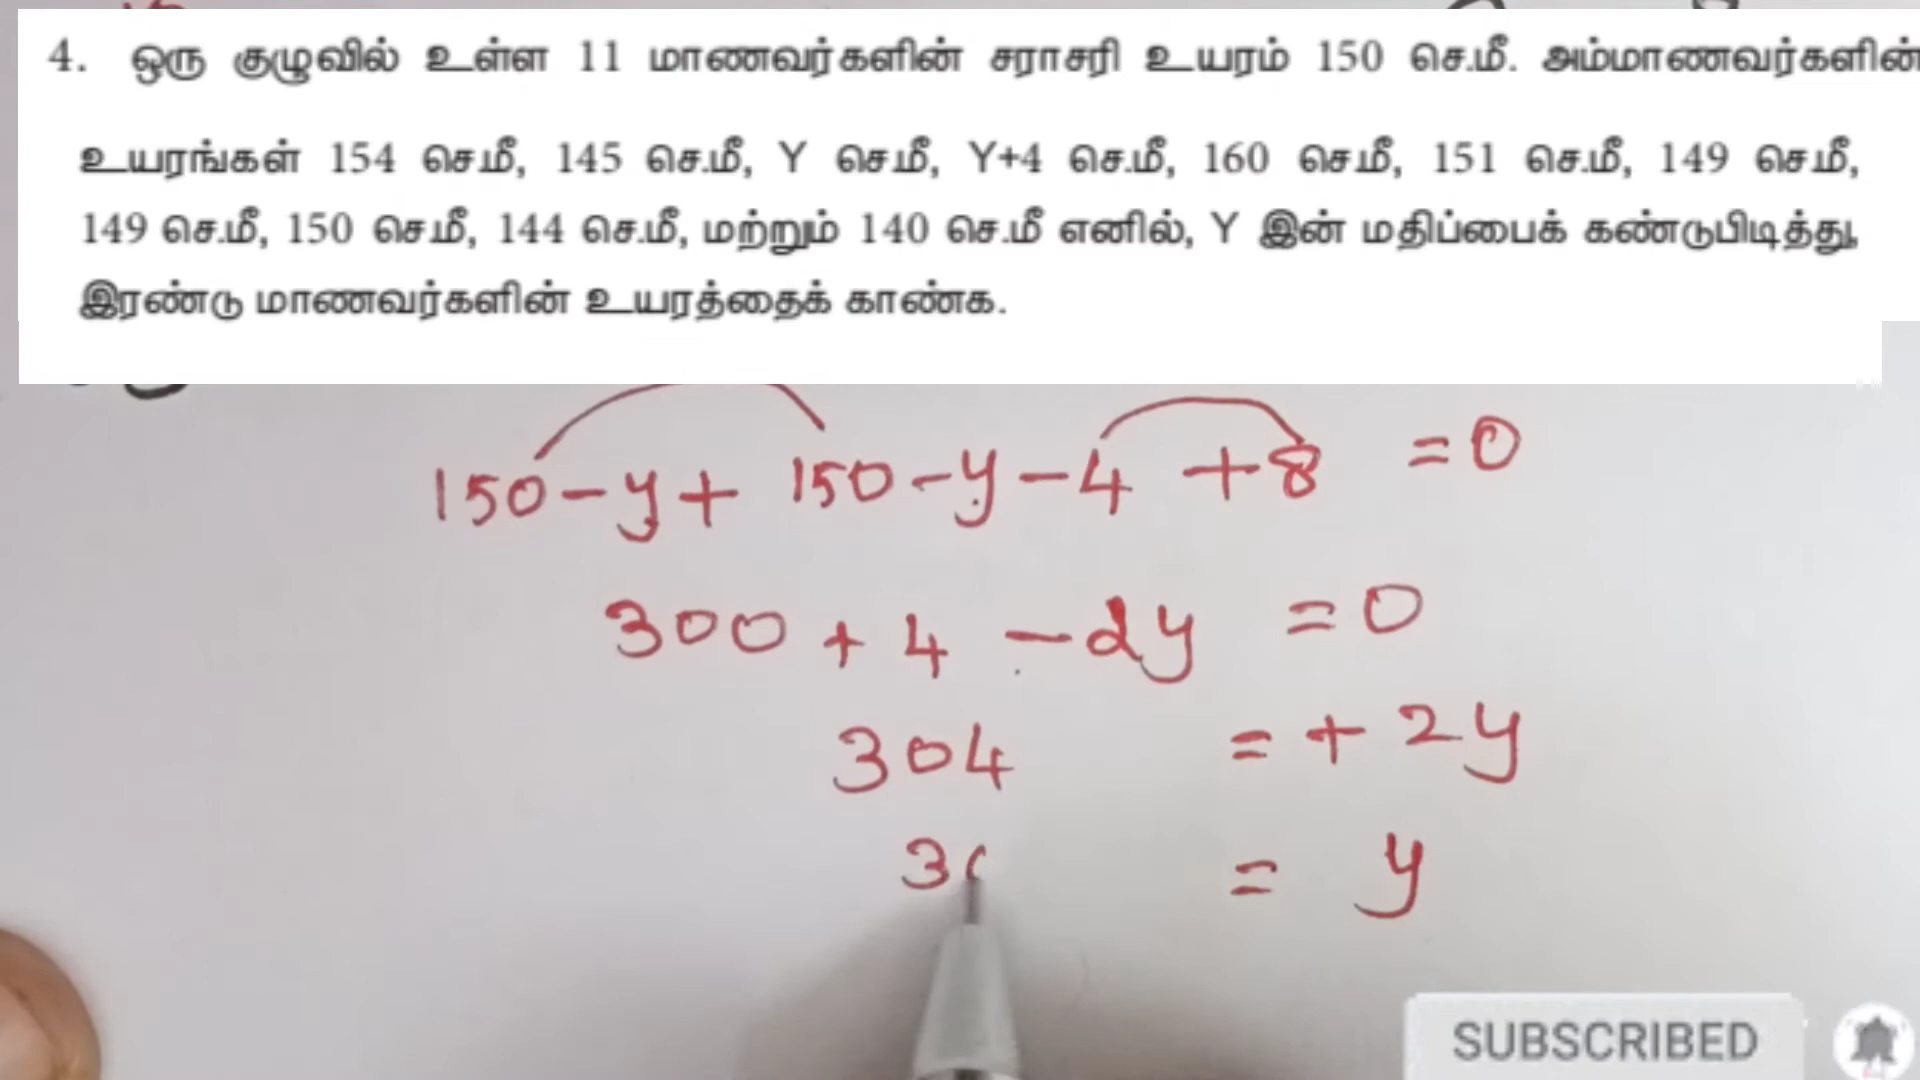 4. ஒரு குழுவில் உள்ள 11 மாணவர்களின் சராசரி உயரம் 150 செ.மீ. அம்மாணவர்களின்
உயரங்கள் 154 செ.மீ, 145 செ.மீ, Y செ.மீ, Y+4 செ.மீ, 160 செ.மீ, 151 செ.மீ, 149 செ.மீ,
149 செ.மீ, 150 செ.மீ, 144 செ.மீ, மற்றும் 140 செ.மீ எனில், Y இன் மதிப்பைக் கண்டுபிடித்து,
இரண்டு மாணவர்களின் உயரத்தைக் காண்க.
150-y+ 150-y-4 +8 =0
300 + 4 -2y =0
304 = + 2y
30 = y
SUBSCRIBED